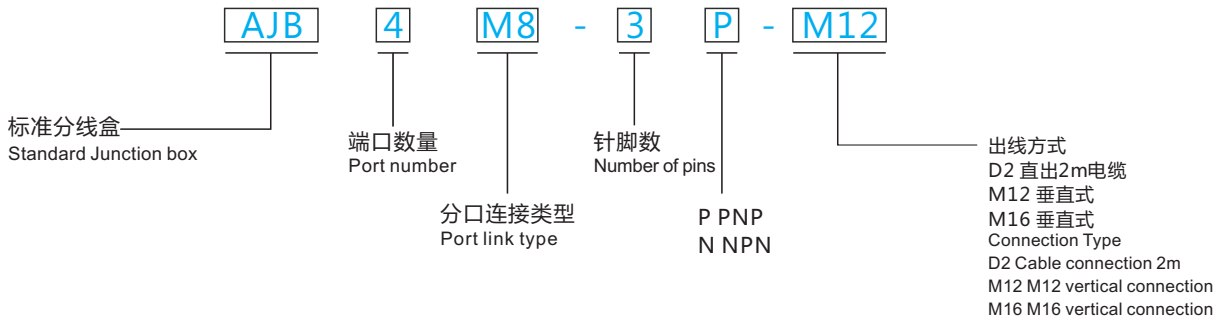 AJB 4 M8 - 3 P - M12
标准分线盒
Standard Junction box
端口数量
Port number
分口连接类型
Port link type
针脚数
Number of pins
P PNP
N NPN
出线方式
D2 直出2m电缆
M12 垂直式
M16 垂直式
Connection Type
D2 Cable connection 2m
M12 M12 vertical connection
M16 M16 vertical connection